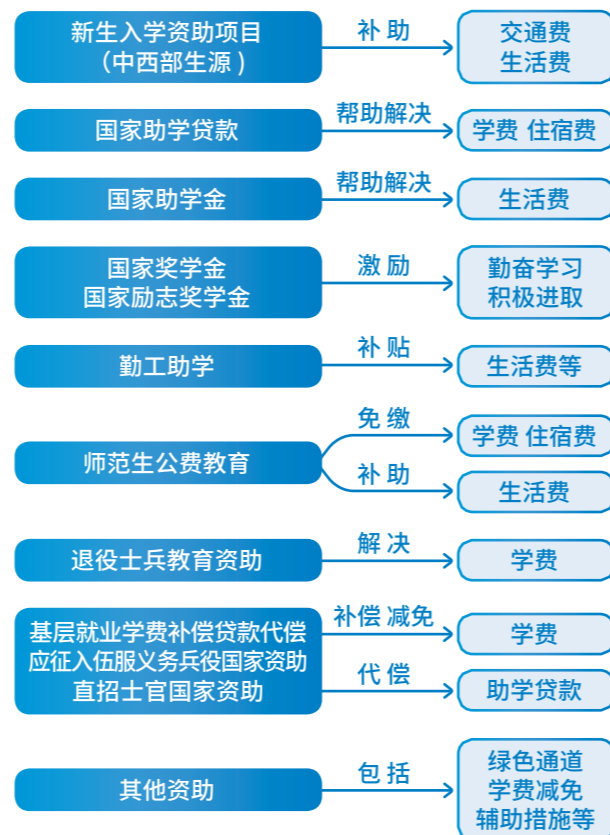 新生入学资助项目
（中西部生源）
补助
交通费
生活费
国家助学贷款
帮助解决
学费 住宿费
国家助学金
帮助解决
生活费
国家奖学金
国家励志奖学金
激励
勤奋学习
积极进取
勤工助学
补贴
生活费等
师范生公费教育
免缴
学费 住宿费
补助
生活费
退役士兵教育资助
解决
学费
基层就业学费补偿贷款代偿
应征入伍服义务兵役国家资助
直招士官国家资助
补偿 减免
学费
代偿
助学贷款
其他资助
包括
绿色通道
学费减免
辅助措施等